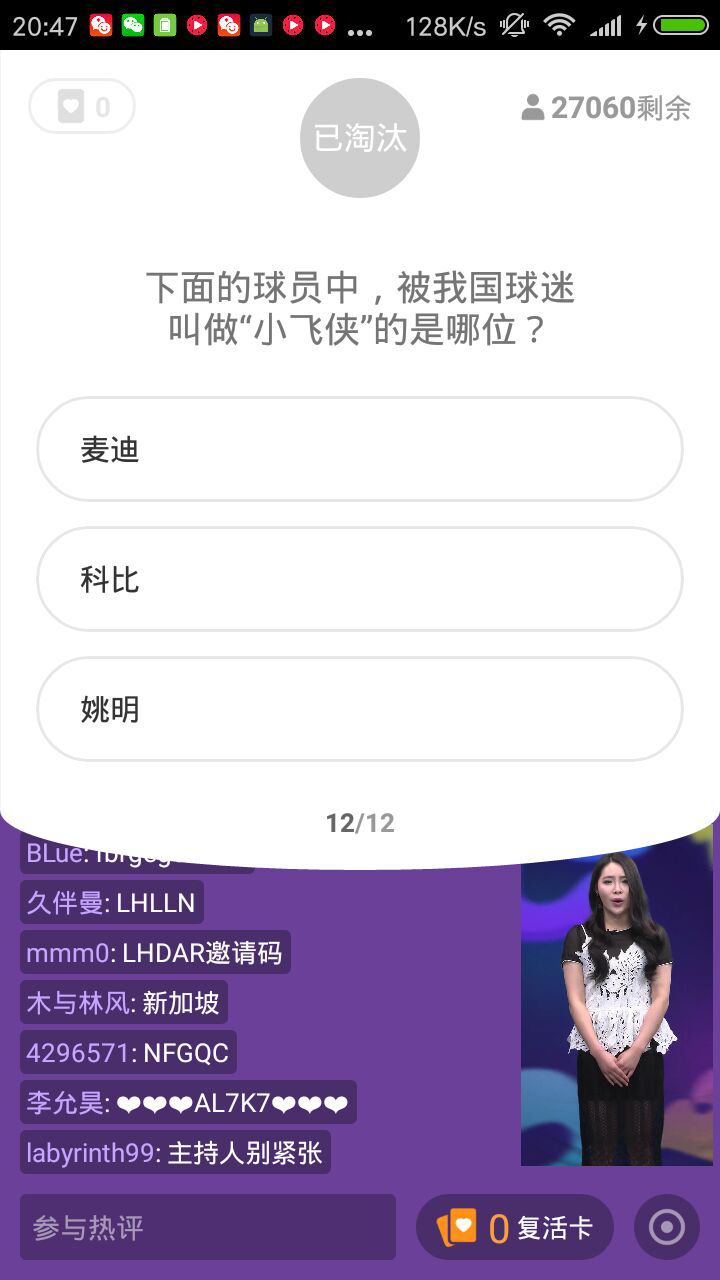 20:47
128K/s
0
已淘汰
27060剩余
下面的球员中，被我国球迷
叫做“小飞侠”的是哪位？
麦迪
科比
姚明
12/12
BLue:
久伴曼: LHLLN
mmm0: LHDAR邀请码
木与林风: 新加坡
4296571: NFGQC
李允昊: ❤❤❤AL7K7❤❤❤
labyrinth99: 主持人别紧张
参与热评
0 复活卡